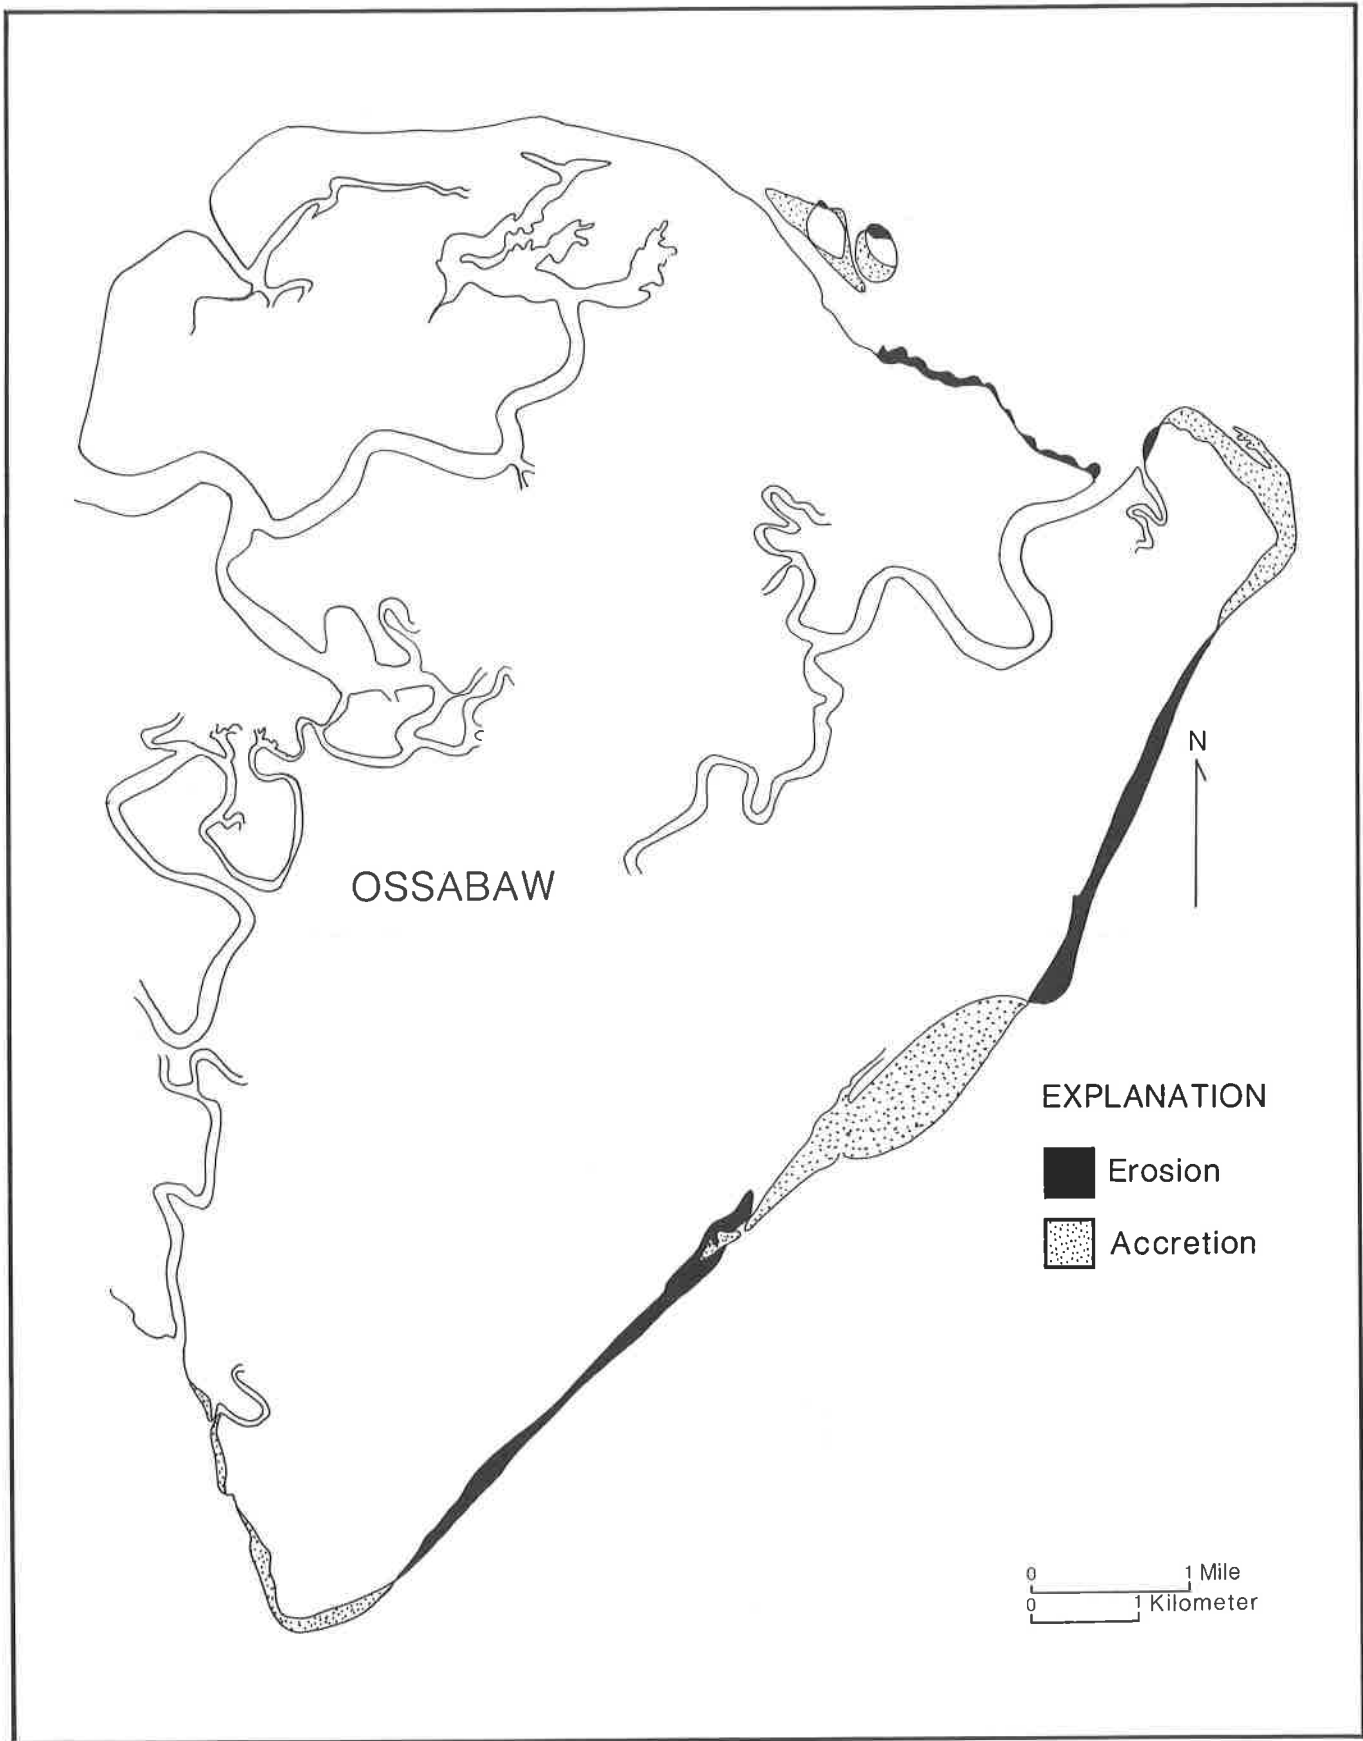 OSSABAW
N
EXPLANATION
Erosion
Accretion
0 1 Mile
0 1 Kilometer